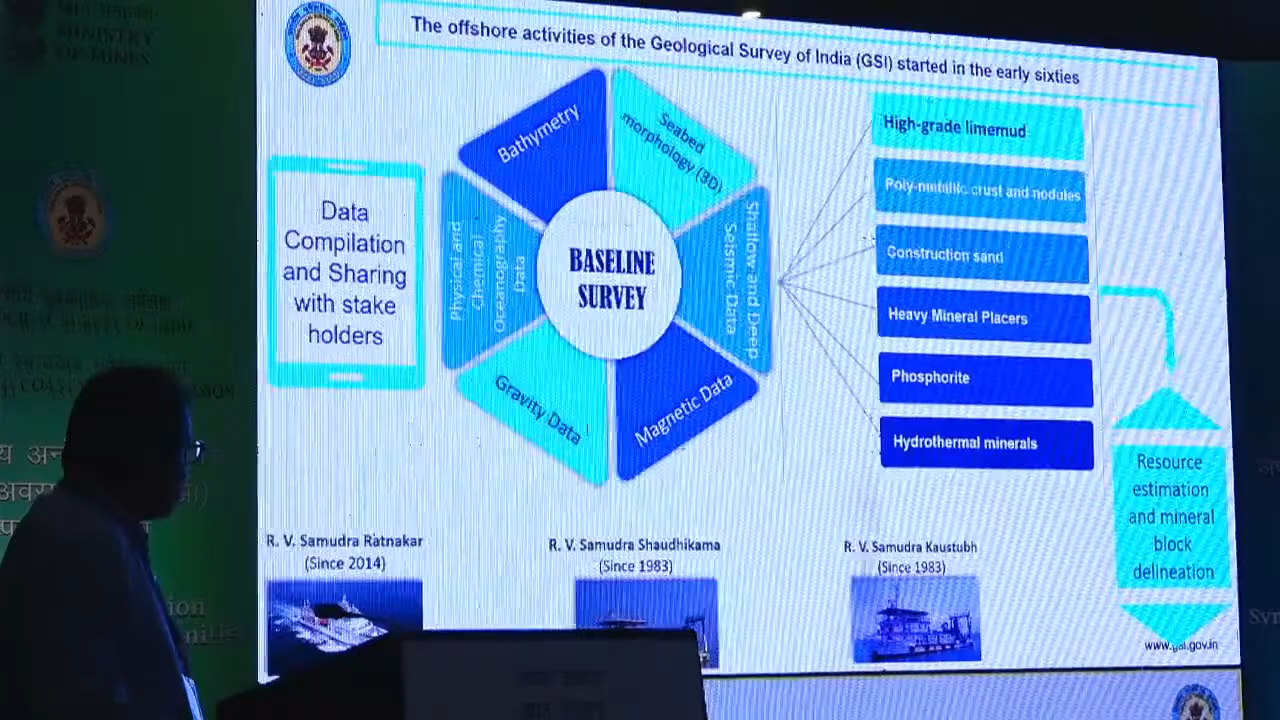 MINISTRY
OF MINES
The offshore activities of the Geological Survey of India (GSI) started in the early sixties
Data
Compilation
and Sharing
with stake
holders
Bathymetry
Seabed
morphology (3D)
Physical and
Chemical
Oceanography
Data
BASELINE
SURVEY
Shallow and Deep
Seismic Data
Gravity Data
Magnetic Data
High-grade limemud
Poly-metallic crust and nodules
Construction sand
Heavy Mineral Placers
Phosphorite
Hydrothermal minerals
Resource
estimation
and mineral
block
delineation
R. V. Samudra Ratnakar
(Since 2014)
R. V. Samudra Shaudhikama
(Since 1983)
R. V. Samudra Kaustubh
(Since 1983)
www.gsi.gov.in